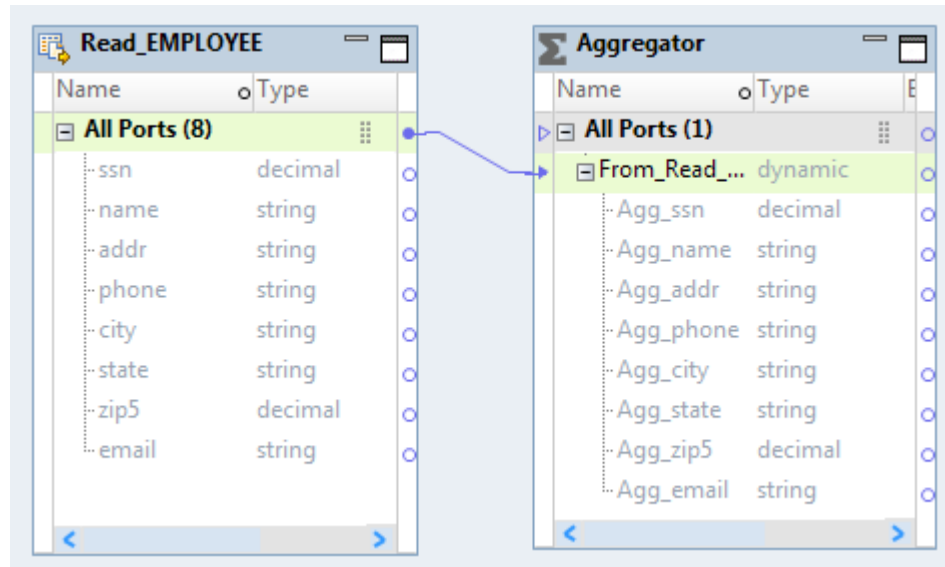 Read_EMPLOYEE
Name Type
All Ports (8)
ssn decimal
name string
addr string
phone string
city string
state string
zip5 decimal
email string
Aggregator
Name Type E
All Ports (1)
From_Read_... dynamic
Agg_ssn decimal
Agg_name string
Agg_addr string
Agg_phone string
Agg_city string
Agg_state string
Agg_zip5 decimal
Agg_email string